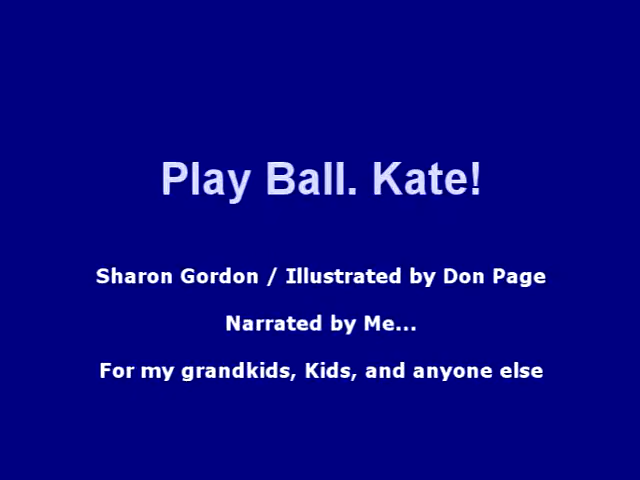 Play Ball. Kate!
Sharon Gordon / Illustrated by Don Page
Narrated by Me...
For my grandkids, Kids, and anyone else